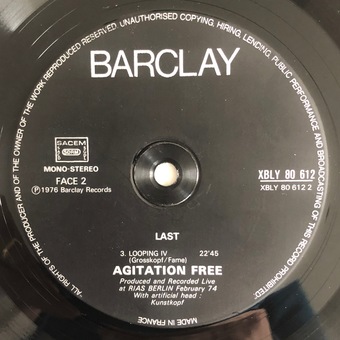 ALL RIGHTS OF THE PRODUCER AND OF THE OWNER OF THE WORK REPRODUCED RESERVED. UNAUTHORISED COPYING, HIRING, LENDING, PUBLIC PERFORMANCE AND BROADCASTING OF THIS RECORD PROHIBITED.
BARCLAY
SACEM
MONO-STEREO
FACE 2
℗ 1976 Barclay Records
XBLY 80 612
XBLY 80 612 2
LAST
3. LOOPING IV 22'45
(Grosskopf/Fame)
AGITATION FREE
Produced and Recorded Live
at RIAS BERLIN February 74
With artificial head :
Kunstkopf
MADE IN FRANCE